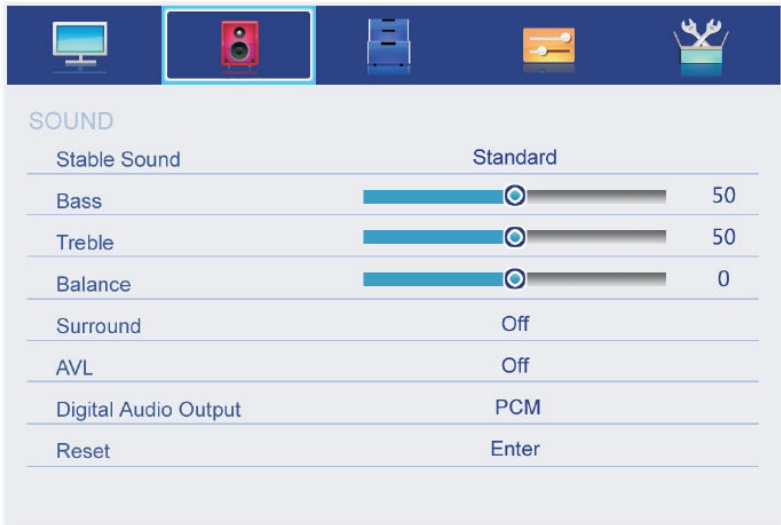 SOUND
Stable Sound Standard
Bass 50
Treble 50
Balance 0
Surround Off
AVL Off
Digital Audio Output PCM
Reset Enter